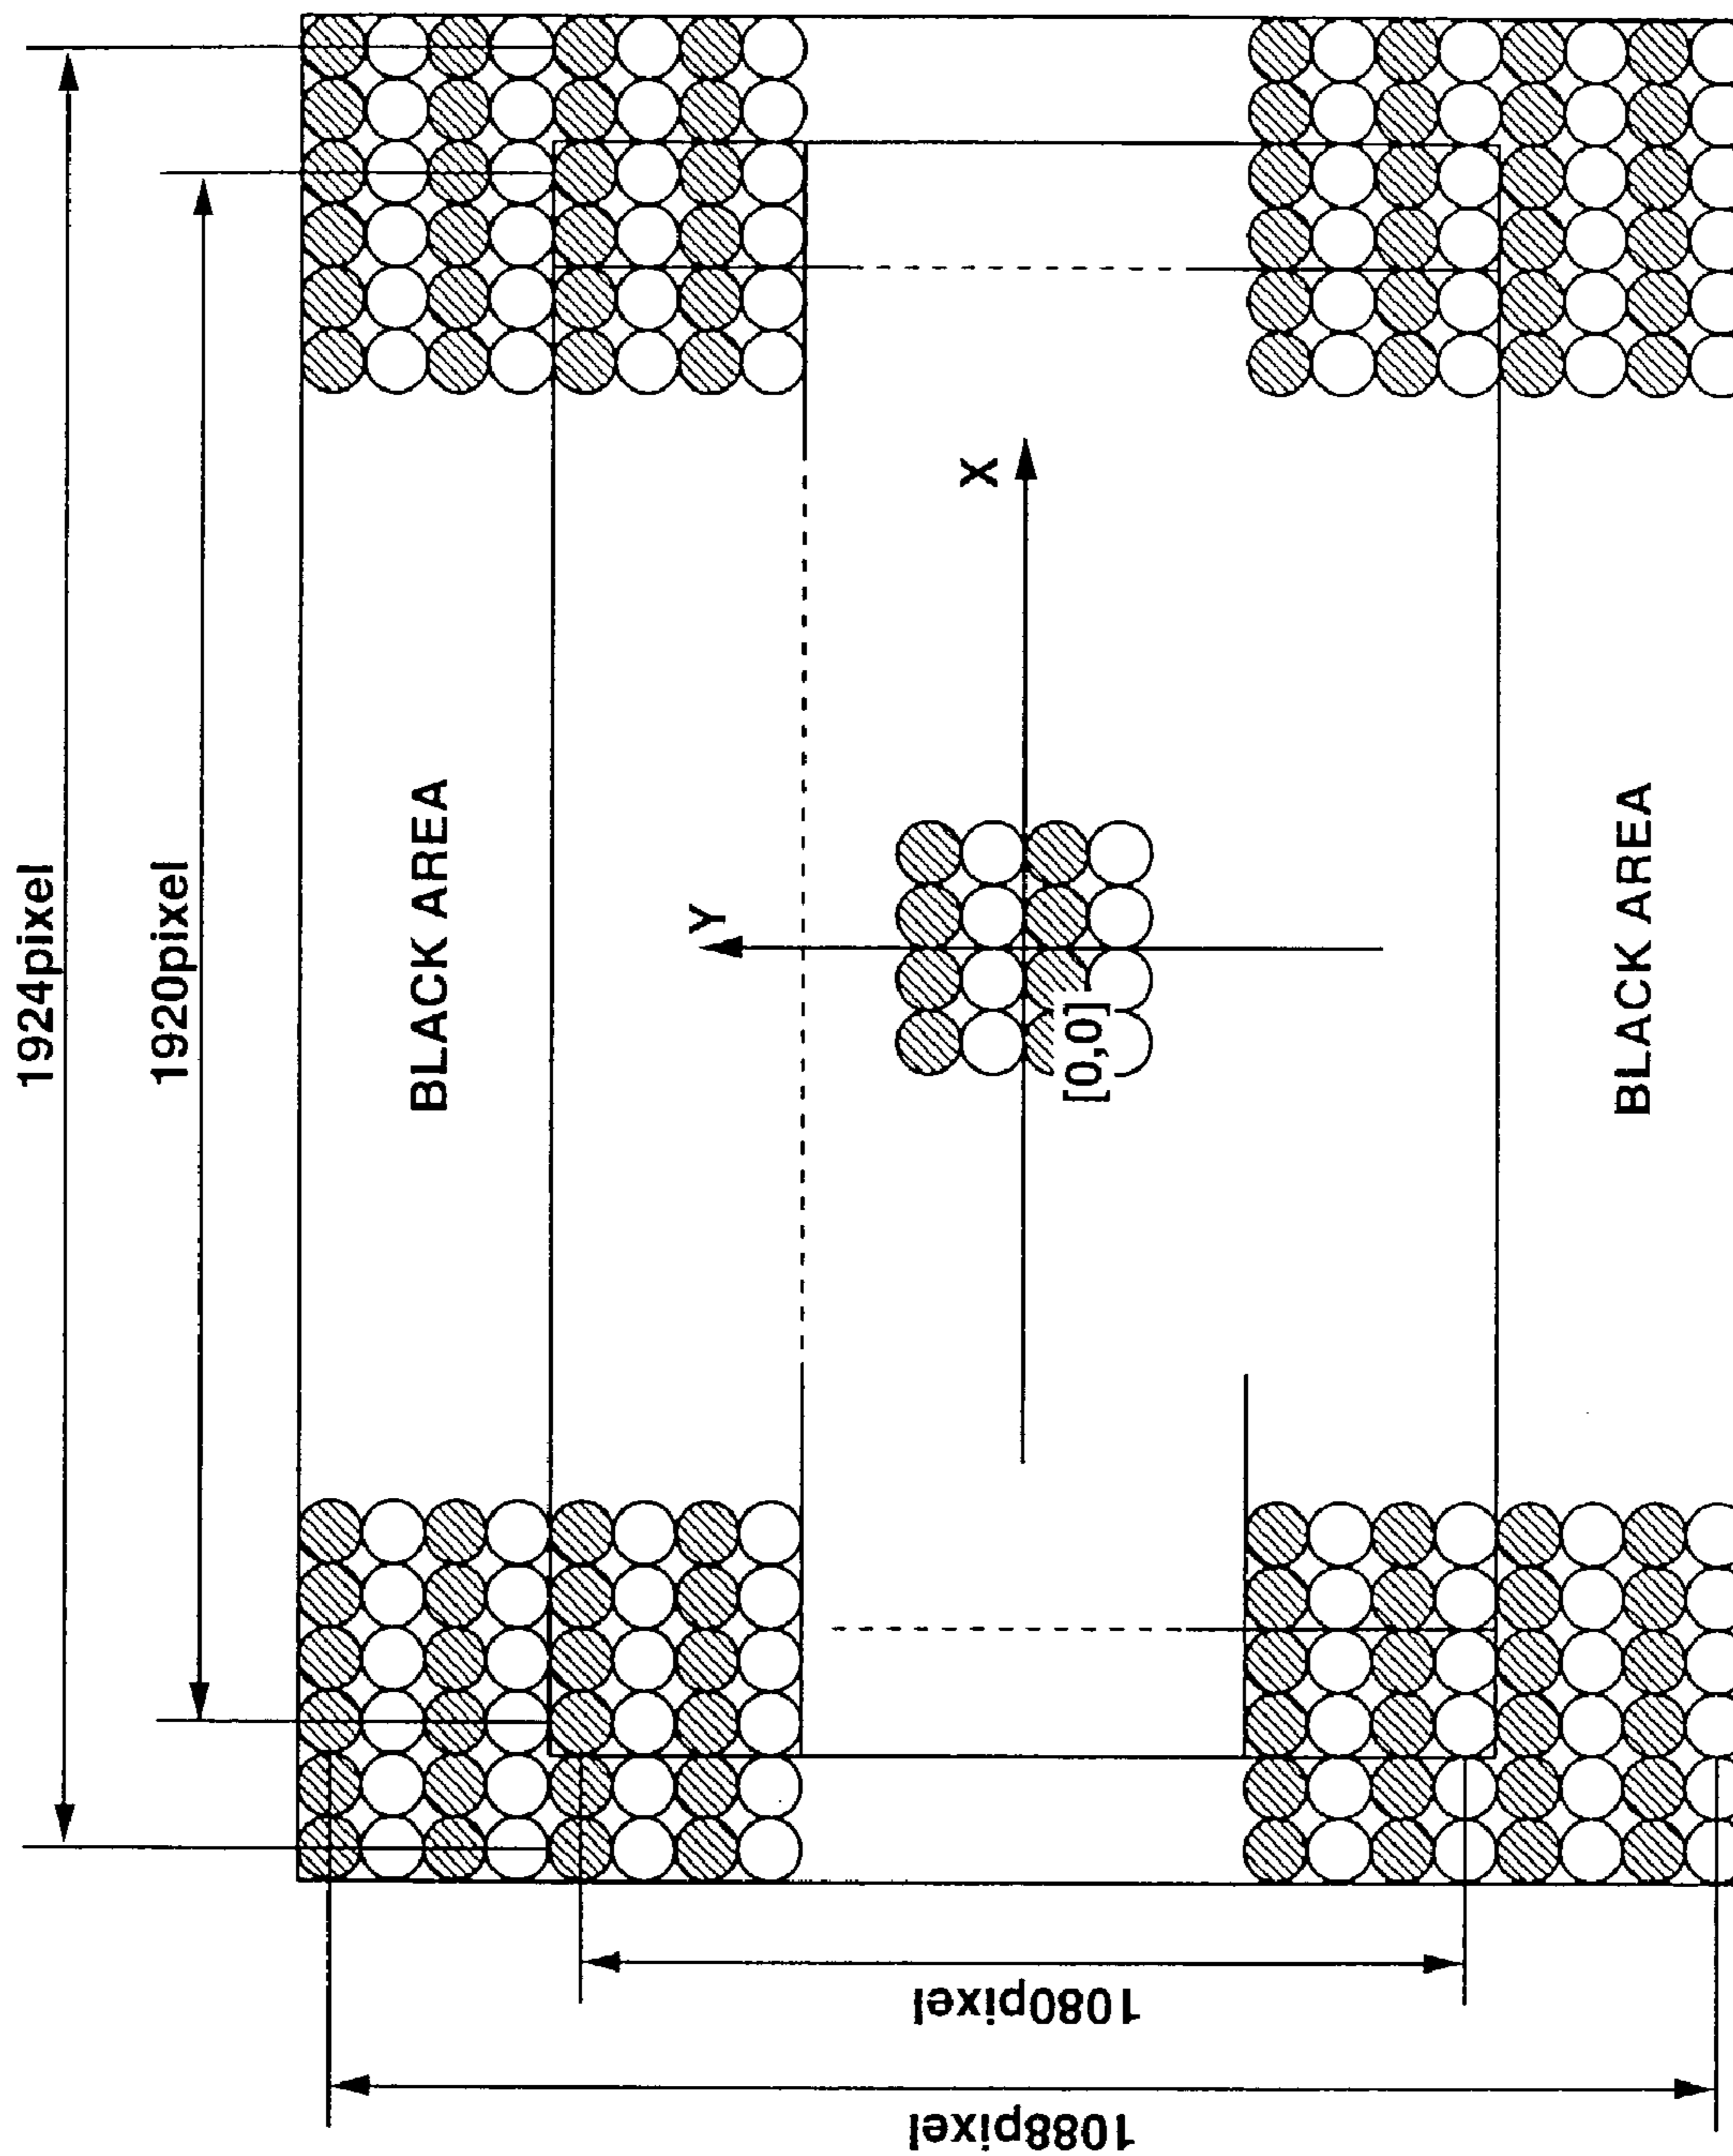 1924pixel
1920pixel
BLACK AREA
Y
X
[0,0]
BLACK AREA
1080pixel
1088pixel